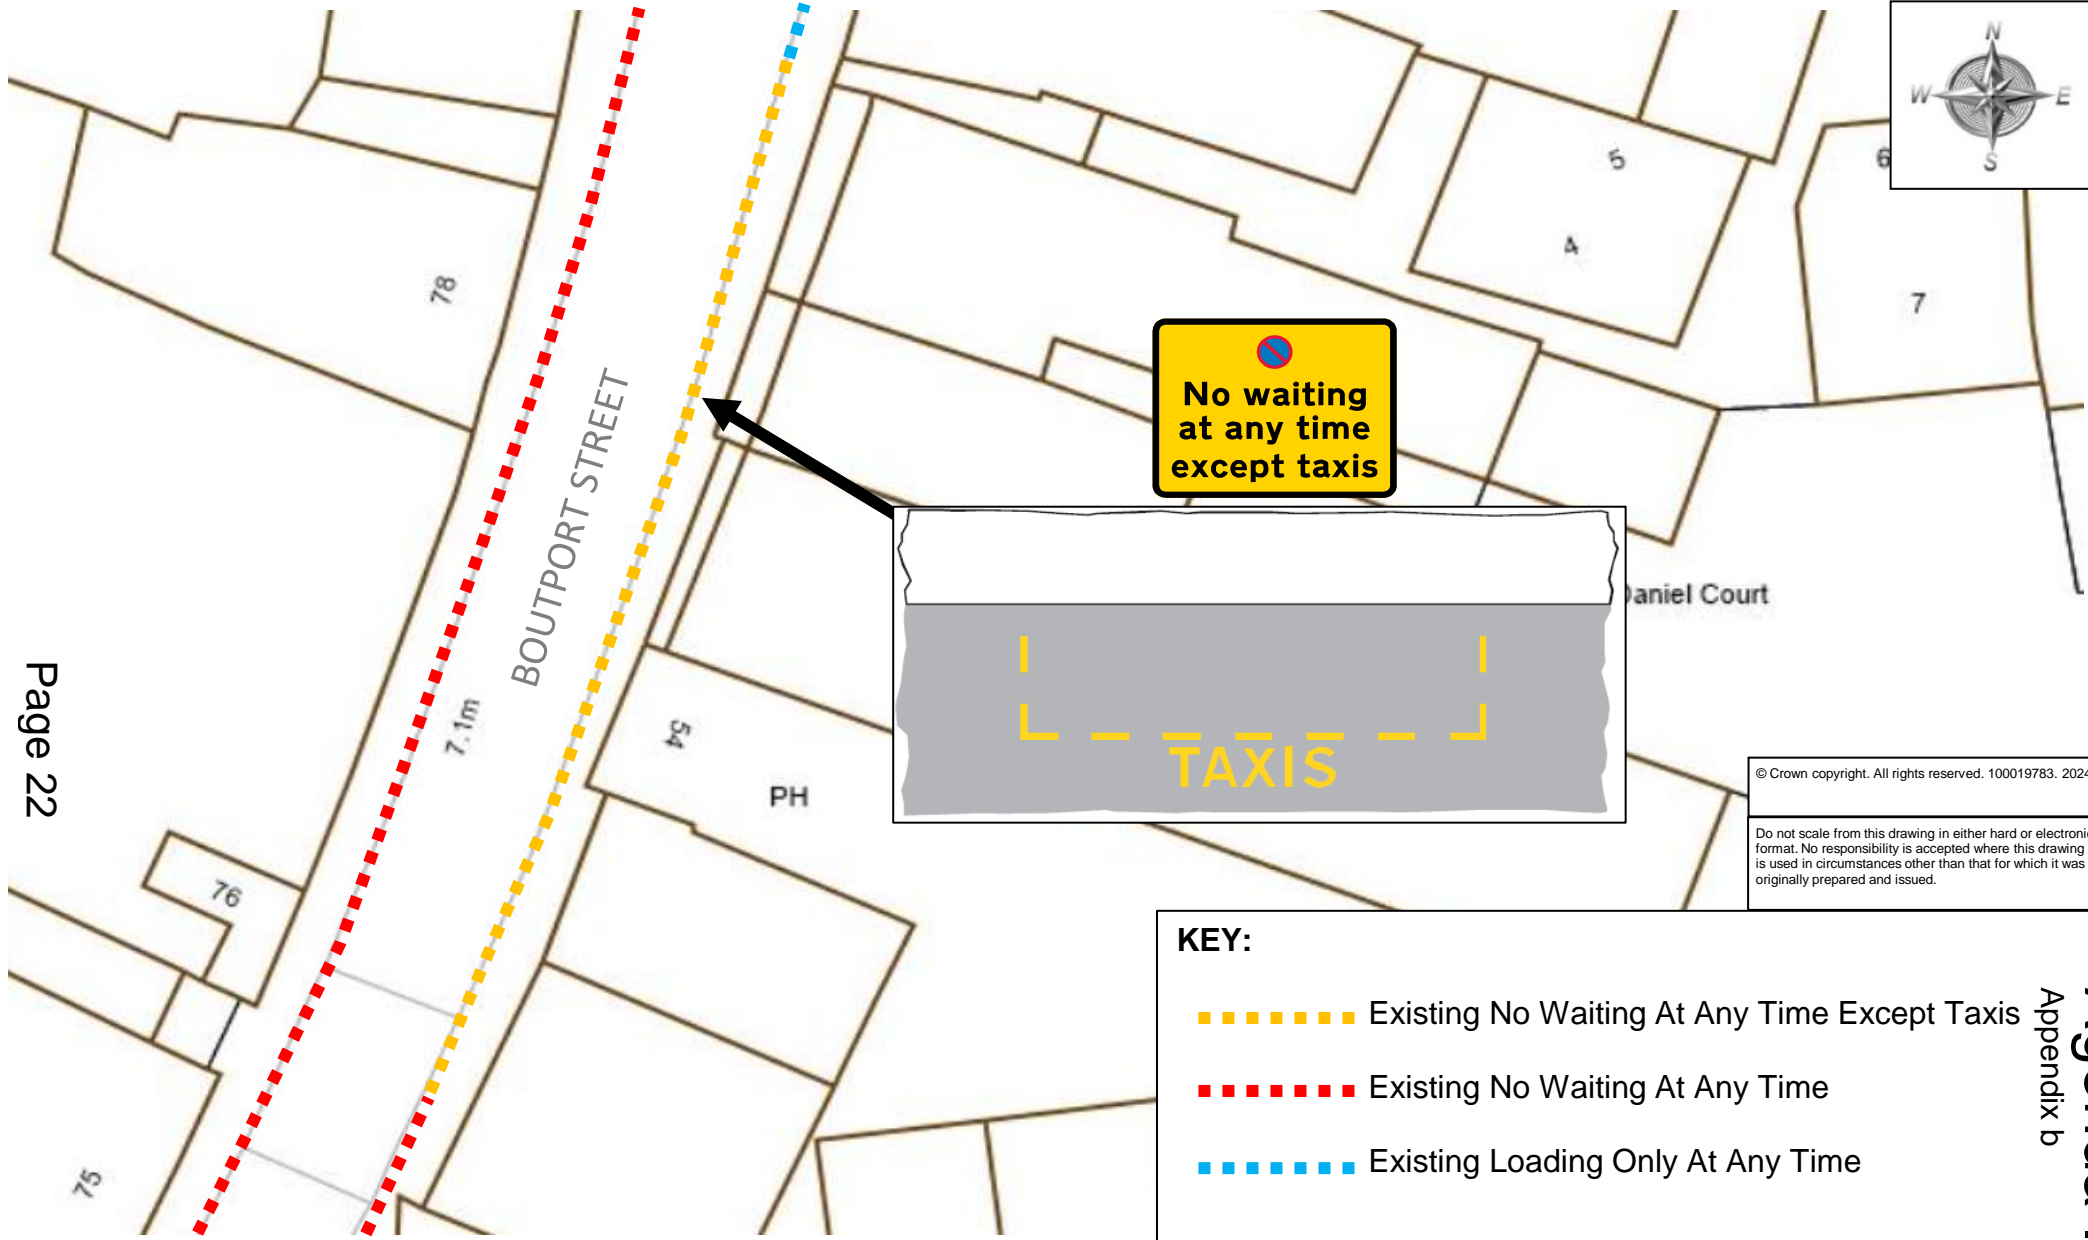 N
W
E
S
5
6
4
7
78
No waiting
at any time
except taxis
BOUTPORT STREET
Daniel Court
TAXIS
7.1m
54
PH
Page 22
76
75
© Crown copyright. All rights reserved. 100019783. 2024
Do not scale from this drawing in either hard or electronic
format. No responsibility is accepted where this drawing
is used in circumstances other than that for which it was
originally prepared and issued.
KEY:
Existing No Waiting At Any Time Except Taxis
Existing No Waiting At Any Time
Existing Loading Only At Any Time
Appendix b